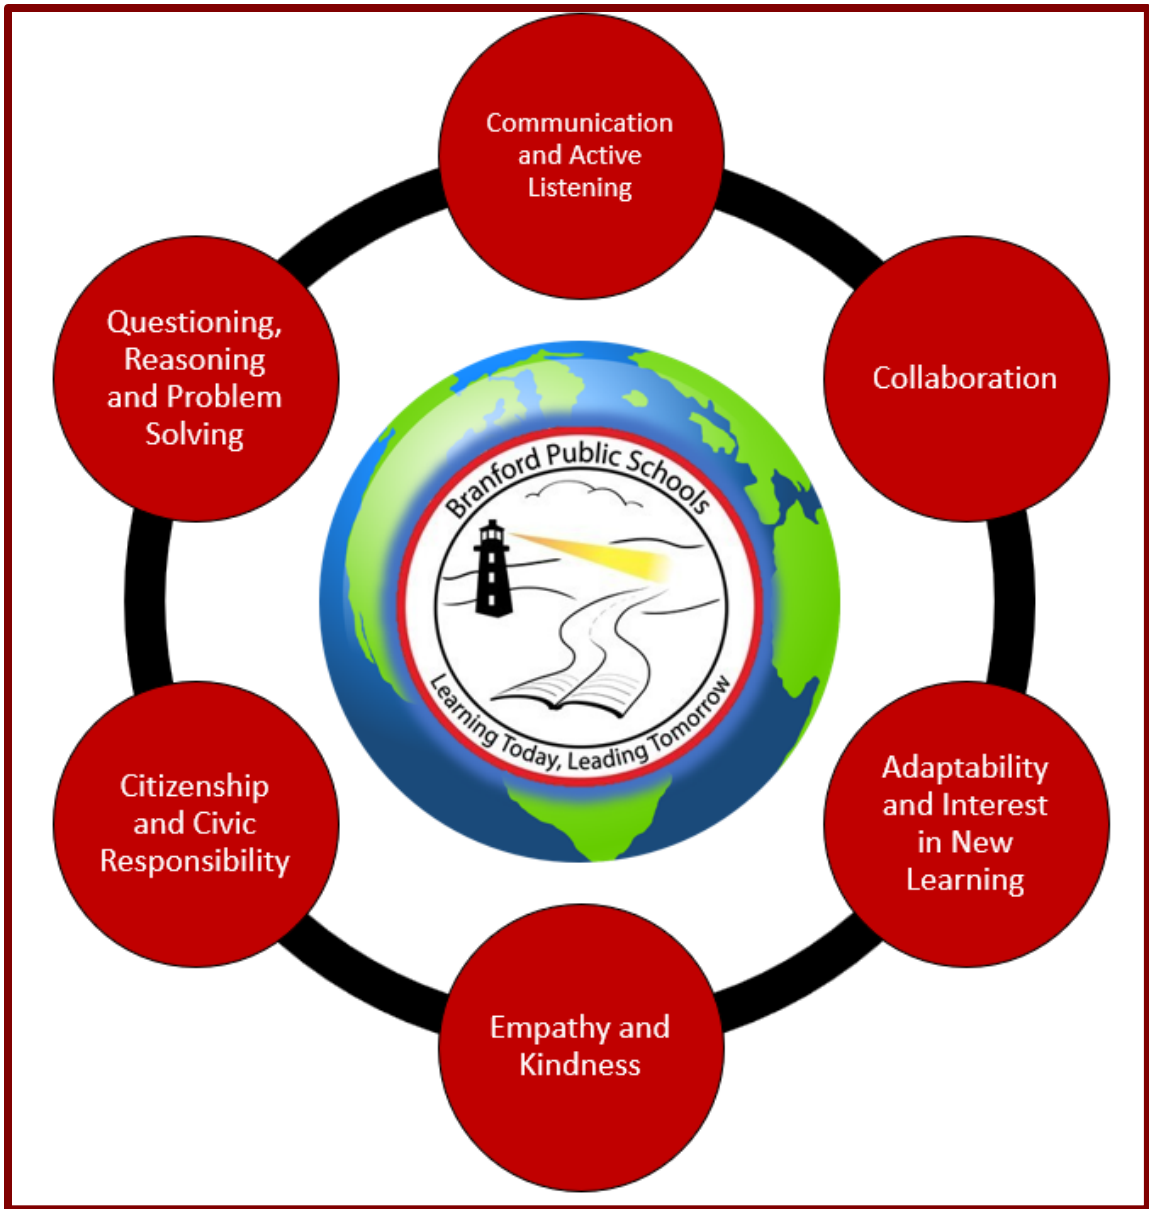 Communication
and Active
Listening
Collaboration
Adaptability
and Interest
in New
Learning
Empathy and
Kindness
Citizenship
and Civic
Responsibility
Questioning,
Reasoning
and Problem
Solving
Branford Public Schools
Learning Today, Leading Tomorrow